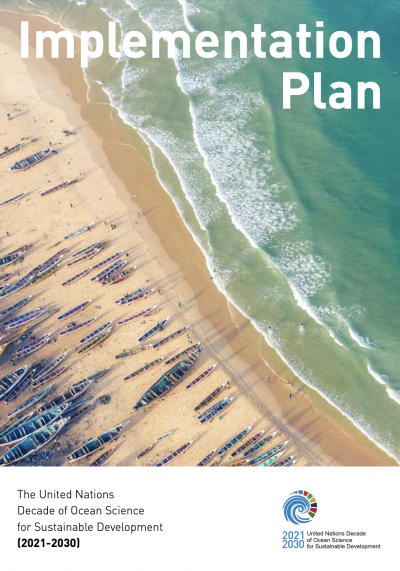 Implementation
Plan
The United Nations
Decade of Ocean Science
for Sustainable Development
(2021-2030)
2021
2030
United Nations Decade
of Ocean Science
for Sustainable Development